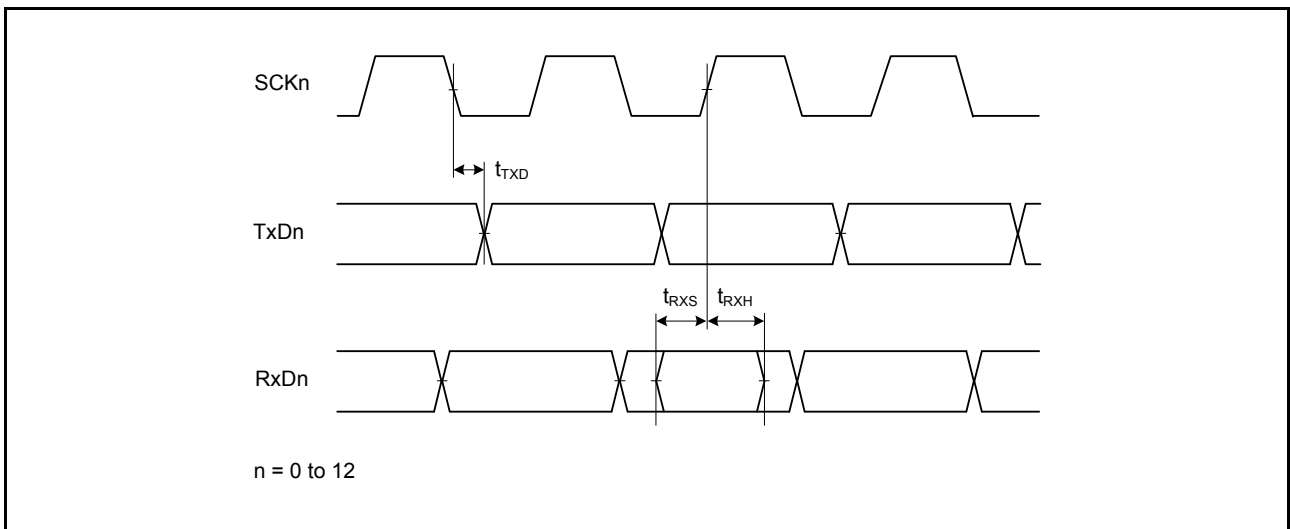 SCKn
tTXD
TxDn
tRXS tRXH
RxDn
n = 0 to 12